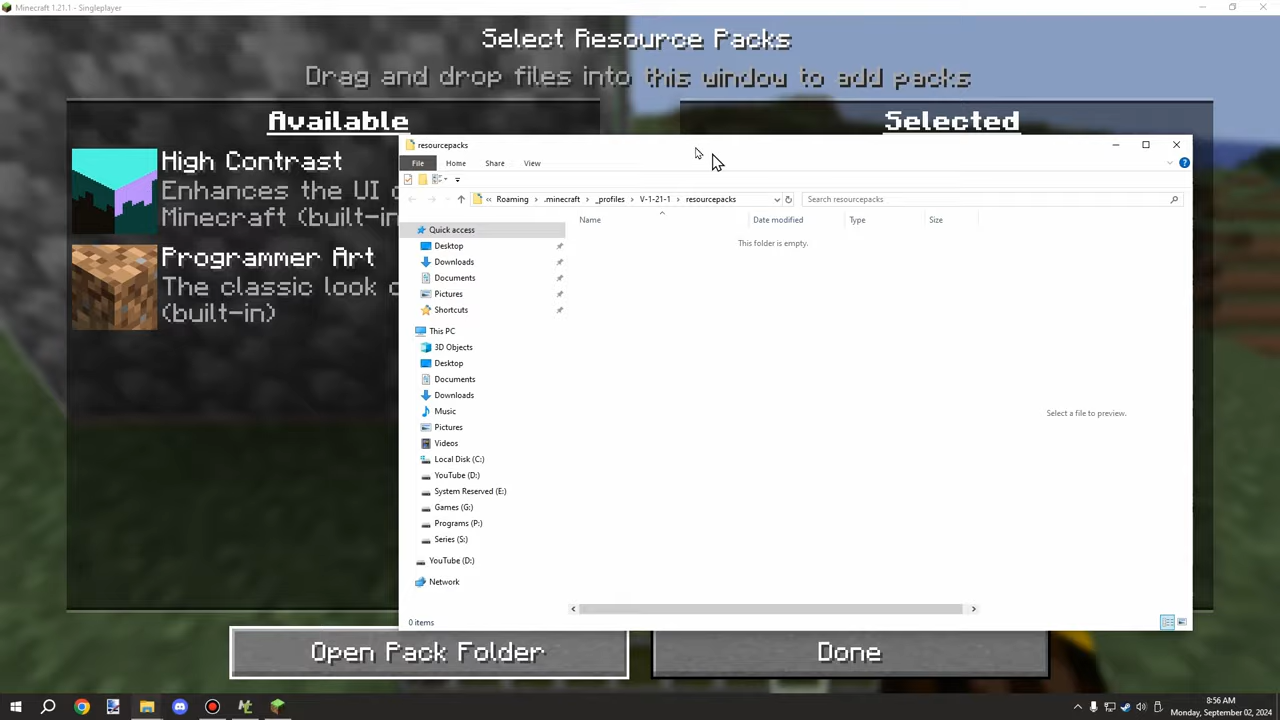 Minecraft 1.21.1 - Singleplayer
Select Resource Packs
Drag and drop files into this window to add packs
Available
Selected
High Contrast
Enhances the UI
Minecraft (built-in
Programmer Art
The classic look
(built-in)
resourcepacks
File Home Share View
« Roaming › .minecraft › _profiles › V-1-21-1 › resourcepacks
Search resourcepacks
Name Date modified Type Size
This folder is empty.
Quick access
Desktop
Downloads
Documents
Pictures
Shortcuts
This PC
3D Objects
Desktop
Documents
Downloads
Music
Pictures
Videos
Local Disk (C:)
YouTube (D:)
System Reserved (E:)
Games (G:)
Programs (P:)
Series (S:)
YouTube (D:)
Network
Select a file to preview.
0 items
Open Pack Folder
Done
8:56 AM
Monday, September 02, 2024